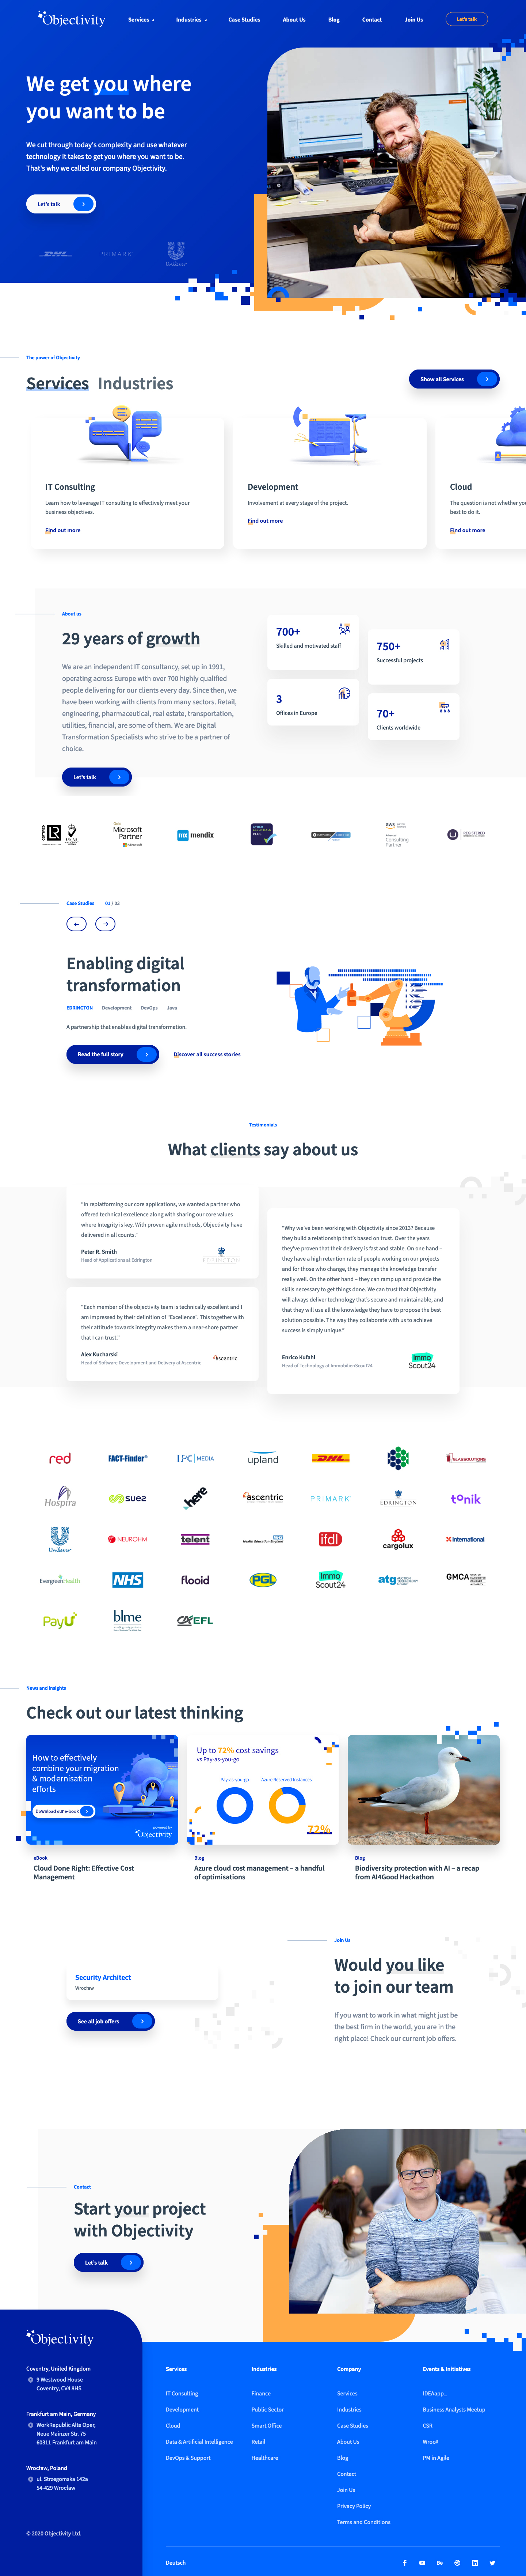 Objectivity
Services
Industries
Case Studies
About Us
Blog
Contact
Join Us
Let's talk
We get you where
you want to be
We cut through today's complexity and use whatever
technology it takes to get you where you want to be.
That's why we called our company Objectivity.
Let's talk
DHL PRIMARK Unilever
The power of Objectivity
Services Industries
Show all Services
IT Consulting
Learn how to leverage IT consulting to effectively meet your
business objectives.
Find out more
Development
Involvement at every stage of the project.
Find out more
Cloud
The question is not whether you
best to do it.
Find out more
About us
29 years of growth
We are an independent IT consultancy, set up in 1991,
operating across Europe with over 700 highly qualified
people delivering for our clients every day. Since then, we
have been working with clients from many sectors. Retail,
engineering, pharmaceutical, real estate, transportation,
utilities, financial, are some of them. We are Digital
Transformation Specialists who strive to be a partner of
choice.
Let's talk
700+
Skilled and motivated staff
3
Offices in Europe
750+
Successful projects
70+
Clients worldwide
LR UKAS
Microsoft
Partner
Microsoft
mx mendix
aws
Consulting
Partner
REGISTERED
Case Studies 01 / 03
Enabling digital
transformation
EDRINGTON Development DevOps Java
A partnership that enables digital transformation.
Read the full story
Discover all success stories
Testimonials
What clients say about us
"In replatforming our core applications, we wanted a partner who
offered technical excellence along with sharing our core values
where Integrity is key. With proven agile methods, Objectivity have
delivered in all counts."
Peter R. Smith
Head of Applications at Edrington
EDRINGTON
"Each member of the objectivity team is technically excellent and I
am impressed by their definition of "Excellence". This together with
their attitude towards integrity makes them a near-shore partner
that I can trust."
Alex Kucharski
Head of Software Development and Delivery at Ascentric
ascentric
"Why we've been working with Objectivity since 2013? Because
they build a relationship that's based on trust. Over the years
they've proven that their delivery is fast and stable. On one hand –
they have a high retention rate of people working on our projects
and for those who change, they manage the knowledge transfer
really well. On the other hand – they can ramp up and provide the
skills necessary to get things done. We can trust that Objectivity
will always deliver technology that's secure and maintainable, and
that they will use all the knowledge they have to propose the best
solution possible. The way they collaborate with us to achieve
success is simply unique."
Enrico Kufahl
Head of Technology at ImmobilienScout24
Immo
Scout24
red FACT-Finder® IPC MEDIA upland DHL GLASSOLUTIONS
Hospira suez here ascentric PRIMARK EDRINGTON tonik
Unilever NEUROHM telent Health Education England NHS lfd cargolux International
EvergreenHealth NHS flooid PGL Immo Scout24 atg GMCA
PayU blme CA EFL
News and insights
Check out our latest thinking
How to effectively
combine your migration
& modernisation
efforts
Download our e-book
powered by
Objectivity
eBook
Cloud Done Right: Effective Cost
Management
Up to 72% cost savings
vs Pay-as-you-go
Pay-as-you-go Azure Reserved Instances
72%
Blog
Azure cloud cost management – a handful
of optimisations
Blog
Biodiversity protection with AI – a recap
from AI4Good Hackathon
Security Architect
Wrocław
See all job offers
Join Us
Would you like
to join our team
If you want to work in what might just be
the best firm in the world, you are in the
right place! Check our current job offers.
Contact
Start your project
with Objectivity
Let's talk
Objectivity
Coventry, United Kingdom
9 Westwood House
Coventry, CV4 8HS
Frankfurt am Main, Germany
WorkRepublic Alte Oper,
Neue Mainzer Str. 75
60311 Frankfurt am Main
Wrocław, Poland
ul. Strzegomska 142a
54-429 Wrocław
© 2020 Objectivity Ltd.
Services
IT Consulting
Development
Cloud
Data & Artificial Intelligence
DevOps & Support
Industries
Finance
Public Sector
Smart Office
Retail
Healthcare
Company
Services
Industries
Case Studies
About Us
Blog
Contact
Join Us
Privacy Policy
Terms and Conditions
Events & Initiatives
IDEAapp_
Business Analysts Meetup
CSR
Wroc#
PM in Agile
Deutsch